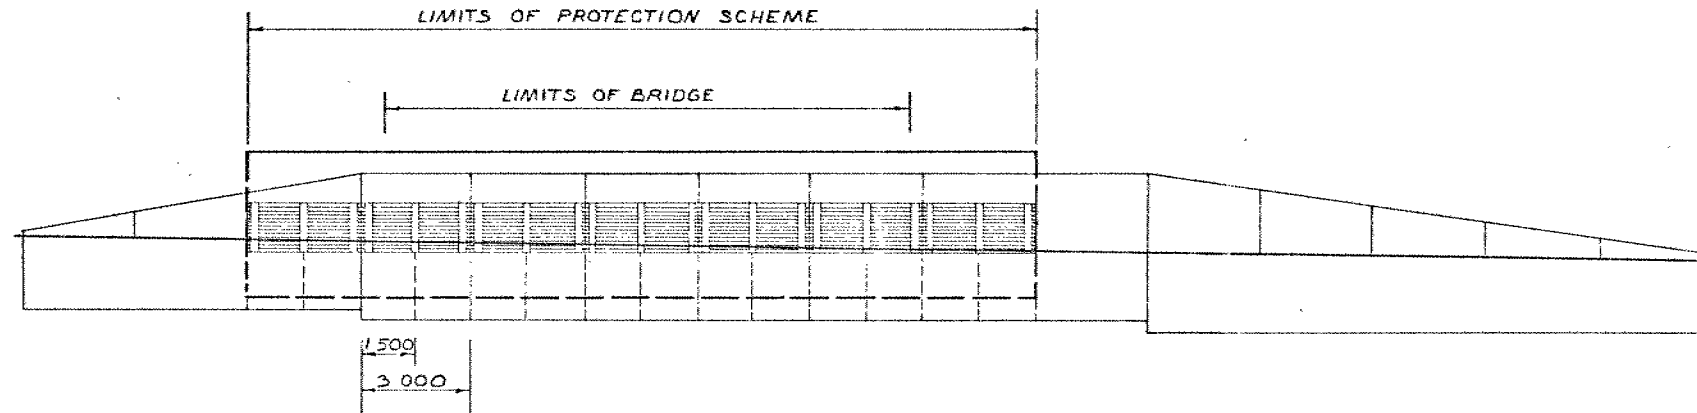 LIMITS OF PROTECTION SCHEME
LIMITS OF BRIDGE
1.500
3.000